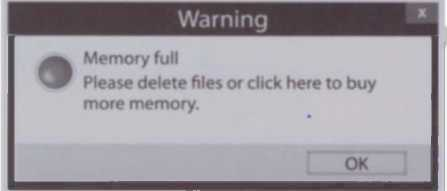 Warning
x
Memory full
Please delete files or click here to buy
more memory.
OK